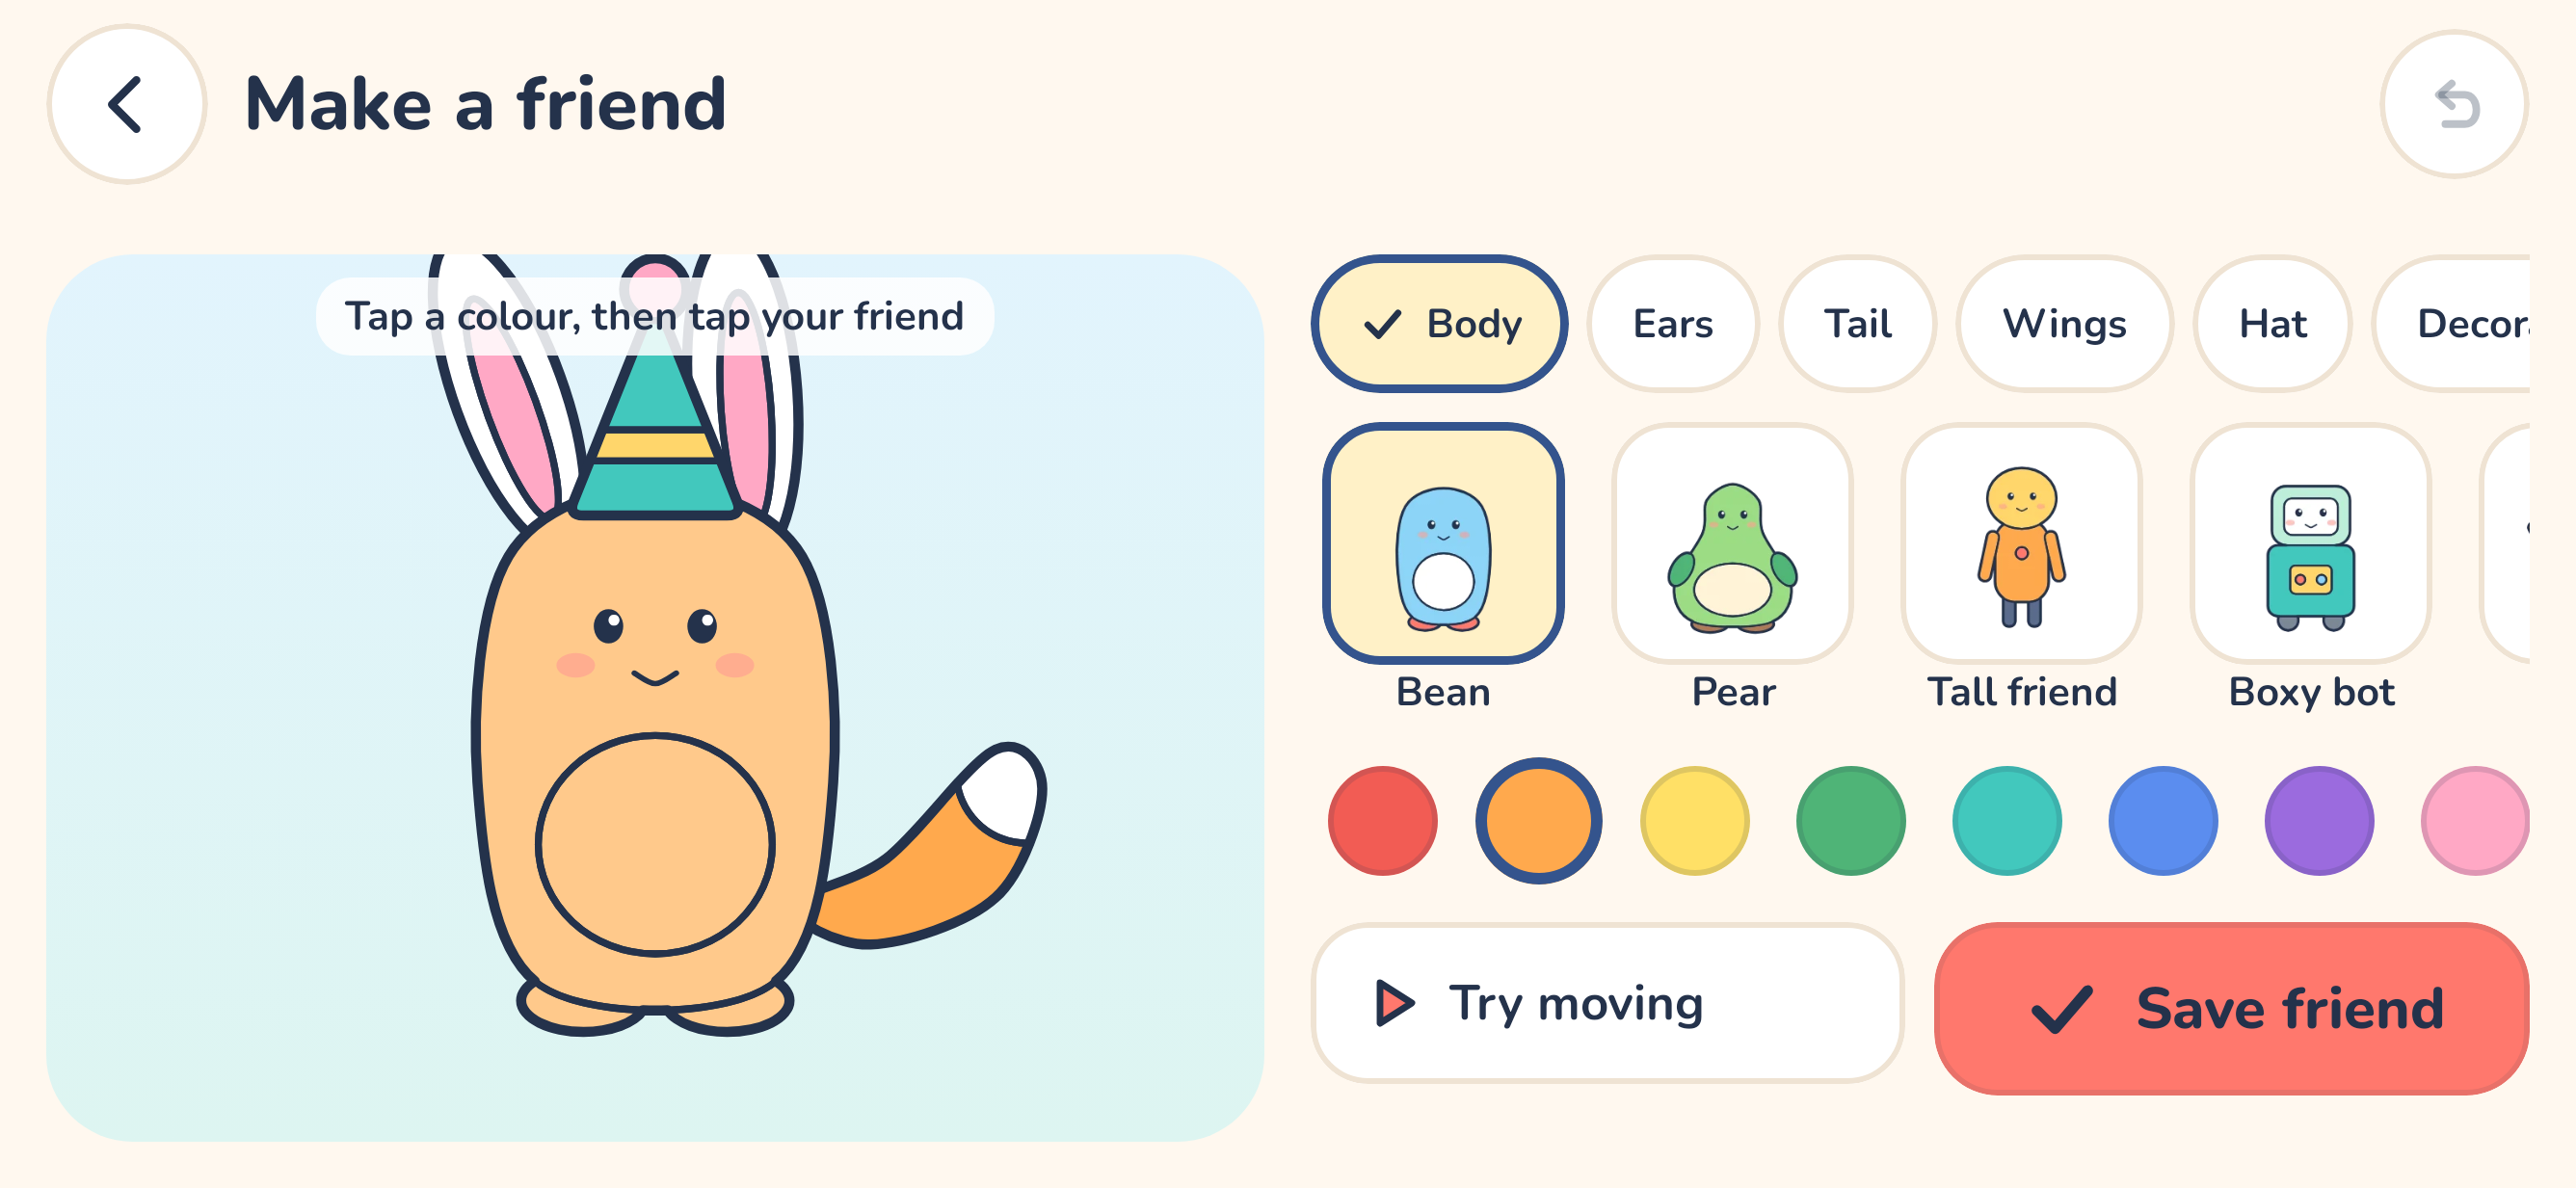 Make a friend
Tap a colour, then tap your friend
Body
Ears
Tail
Wings
Hat
Decor
Bean
Pear
Tall friend
Boxy bot
Try moving
Save friend